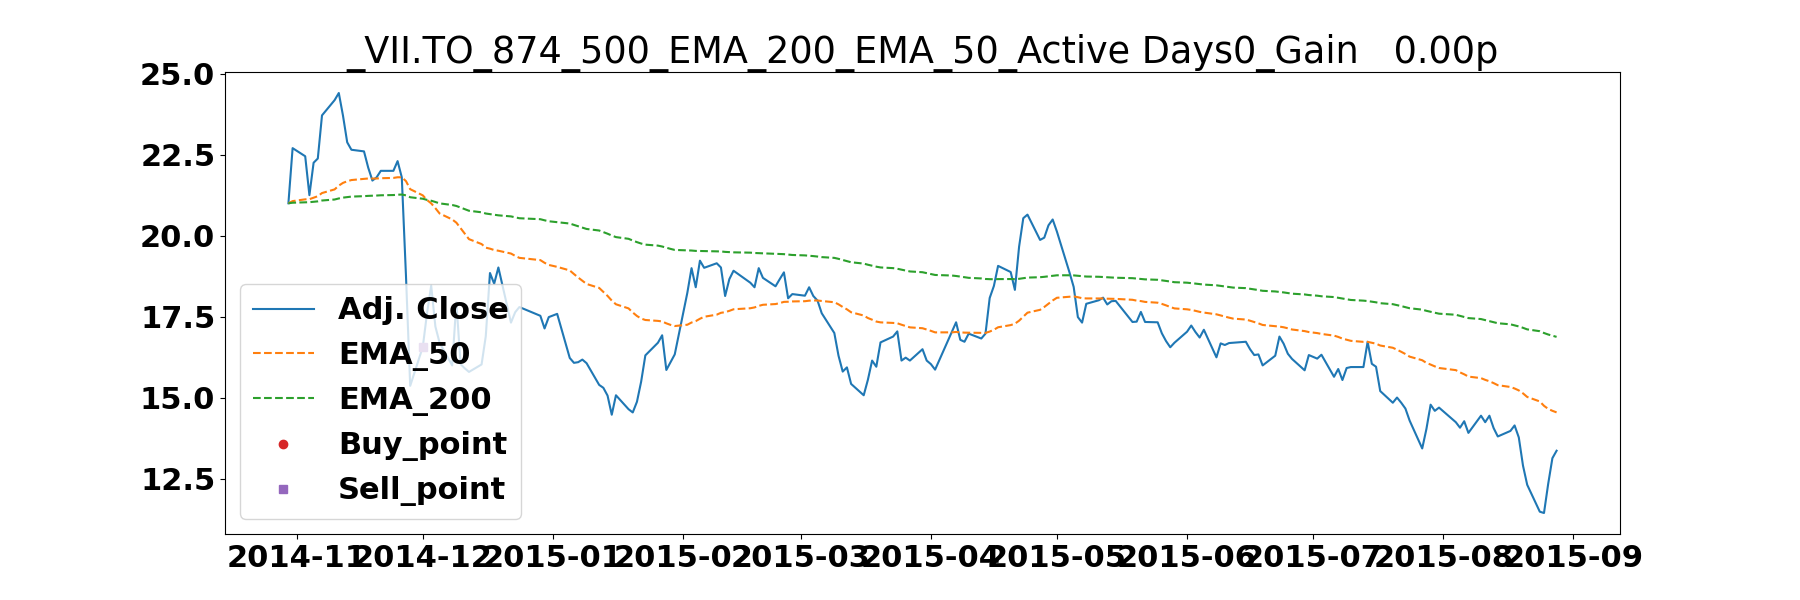 _VII.TO_874_500_EMA_200_EMA_50_Active Days0_Gain   0.00p
25.0
22.5
20.0
17.5
15.0
12.5
Adj. Close
EMA_50
EMA_200
Buy_point
Sell_point
2014-11 2014-12 2015-01 2015-02 2015-03 2015-04 2015-05 2015-06 2015-07 2015-08 2015-09